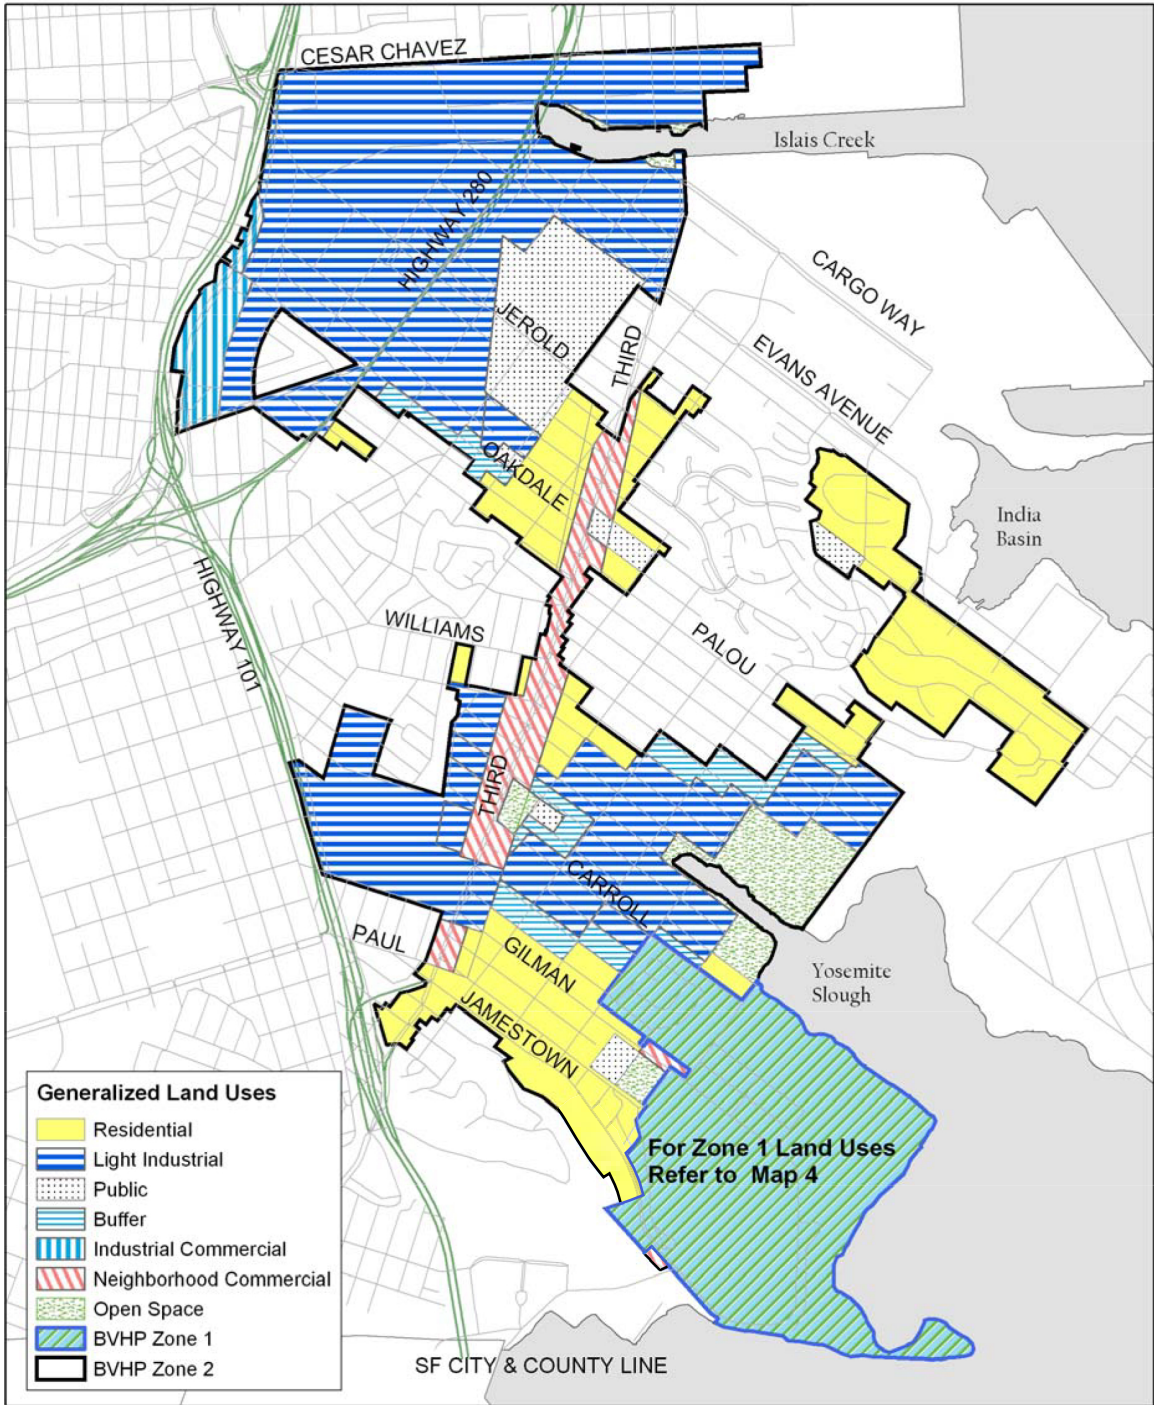 CESAR CHAVEZ
Islais Creek
HIGHWAY 280
CARGO WAY
JEROLD
THIRD
EVANS AVENUE
OAKDALE
India
Basin
HIGHWAY 101
WILLIAMS
PALOU
THIRD
CARROLL
PAUL
GILMAN
Yosemite
Slough
JAMESTOWN
For Zone 1 Land Uses
Refer to Map 4
Generalized Land Uses
Residential
Light Industrial
Public
Buffer
Industrial Commercial
Neighborhood Commercial
Open Space
BVHP Zone 1
BVHP Zone 2
SF CITY & COUNTY LINE